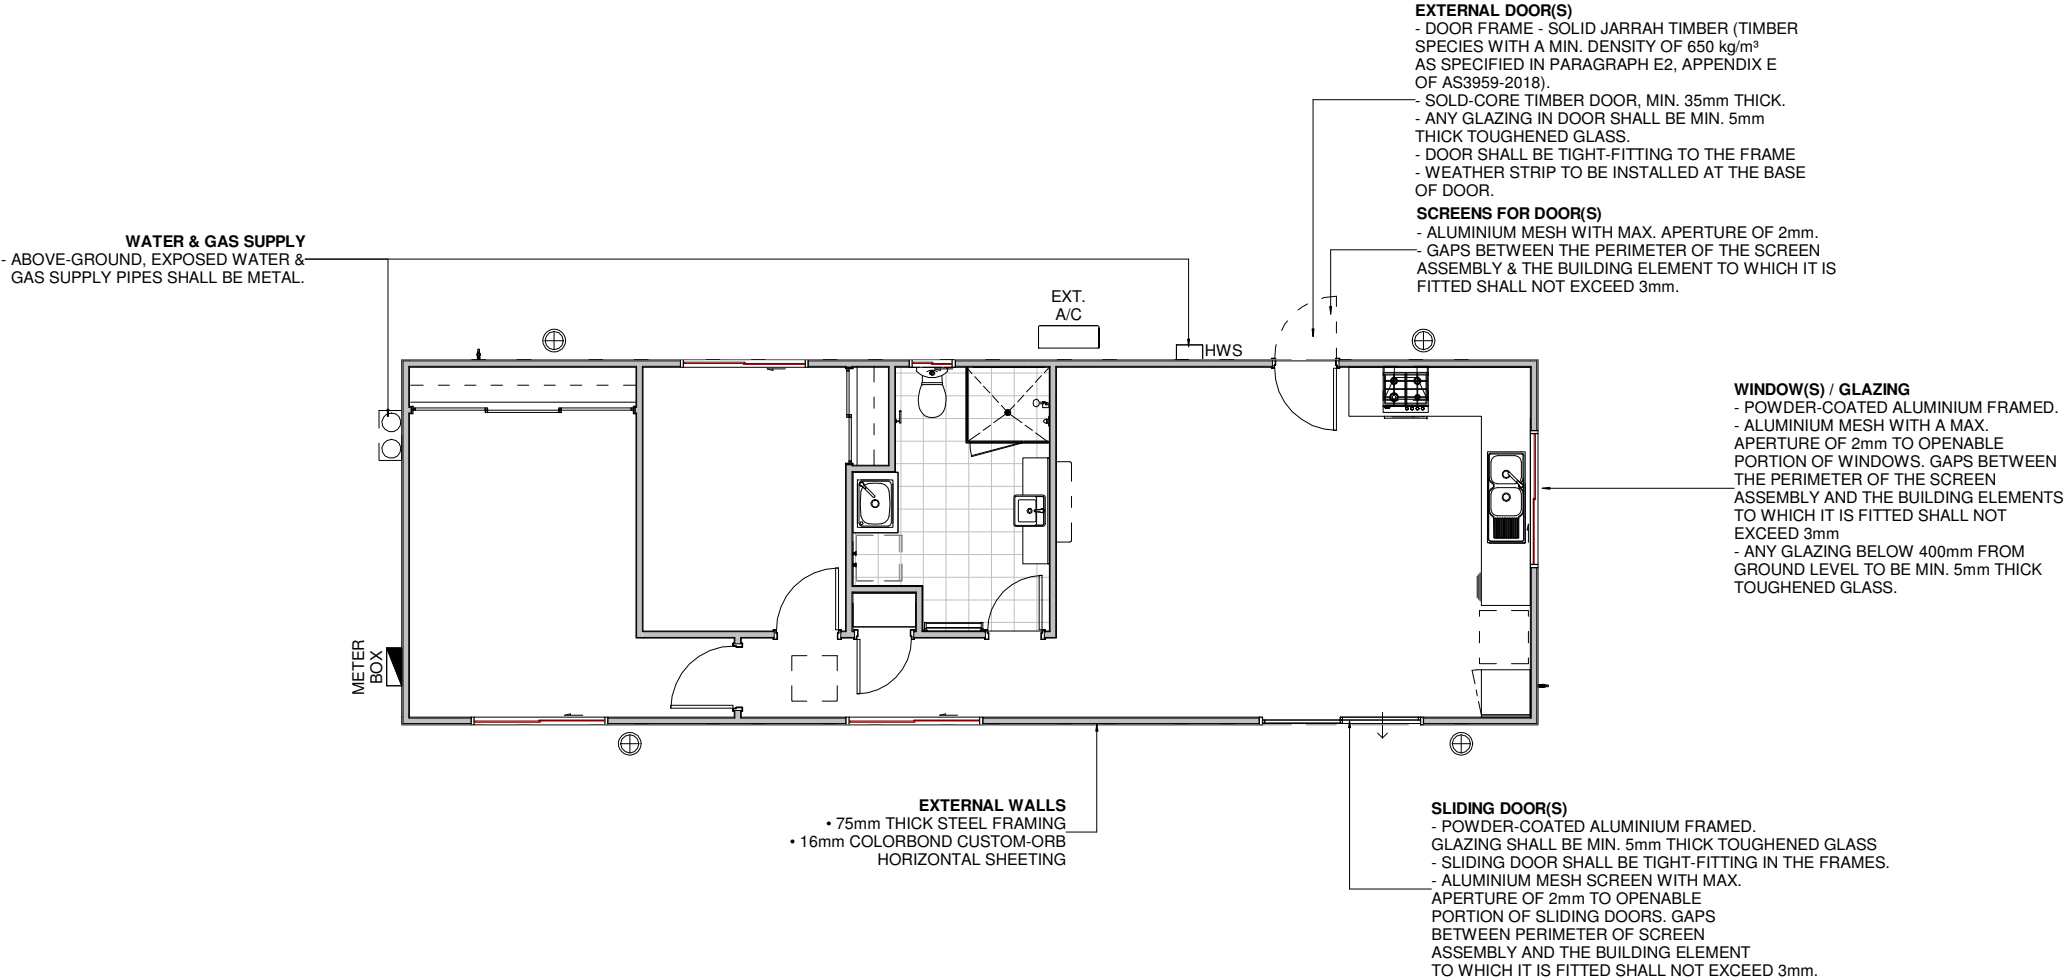 EXTERNAL DOOR(S)
- DOOR FRAME - SOLID JARRAH TIMBER (TIMBER
SPECIES WITH A MIN. DENSITY OF 650 kg/m³
AS SPECIFIED IN PARAGRAPH E2, APPENDIX E
OF AS3959-2018).
- SOLD-CORE TIMBER DOOR, MIN. 35mm THICK.
- ANY GLAZING IN DOOR SHALL BE MIN. 5mm
THICK TOUGHENED GLASS.
- DOOR SHALL BE TIGHT-FITTING TO THE FRAME
- WEATHER STRIP TO BE INSTALLED AT THE BASE
OF DOOR.
SCREENS FOR DOOR(S)
- ALUMINIUM MESH WITH MAX. APERTURE OF 2mm.
- GAPS BETWEEN THE PERIMETER OF THE SCREEN
ASSEMBLY & THE BUILDING ELEMENT TO WHICH IT IS
FITTED SHALL NOT EXCEED 3mm.
WATER & GAS SUPPLY
- ABOVE-GROUND, EXPOSED WATER &
GAS SUPPLY PIPES SHALL BE METAL.
EXT.
A/C
HWS
WINDOW(S) / GLAZING
- POWDER-COATED ALUMINIUM FRAMED.
- ALUMINIUM MESH WITH A MAX.
APERTURE OF 2mm TO OPENABLE
PORTION OF WINDOWS. GAPS BETWEEN
THE PERIMETER OF THE SCREEN
ASSEMBLY AND THE BUILDING ELEMENTS
TO WHICH IT IS FITTED SHALL NOT
EXCEED 3mm
- ANY GLAZING BELOW 400mm FROM
GROUND LEVEL TO BE MIN. 5mm THICK
TOUGHENED GLASS.
METER
BOX
EXTERNAL WALLS
• 75mm THICK STEEL FRAMING
• 16mm COLORBOND CUSTOM-ORB
HORIZONTAL SHEETING
SLIDING DOOR(S)
- POWDER-COATED ALUMINIUM FRAMED.
GLAZING SHALL BE MIN. 5mm THICK TOUGHENED GLASS
- SLIDING DOOR SHALL BE TIGHT-FITTING IN THE FRAMES.
- ALUMINIUM MESH SCREEN WITH MAX.
APERTURE OF 2mm TO OPENABLE
PORTION OF SLIDING DOORS. GAPS
BETWEEN PERIMETER OF SCREEN
ASSEMBLY AND THE BUILDING ELEMENT
TO WHICH IT IS FITTED SHALL NOT EXCEED 3mm.